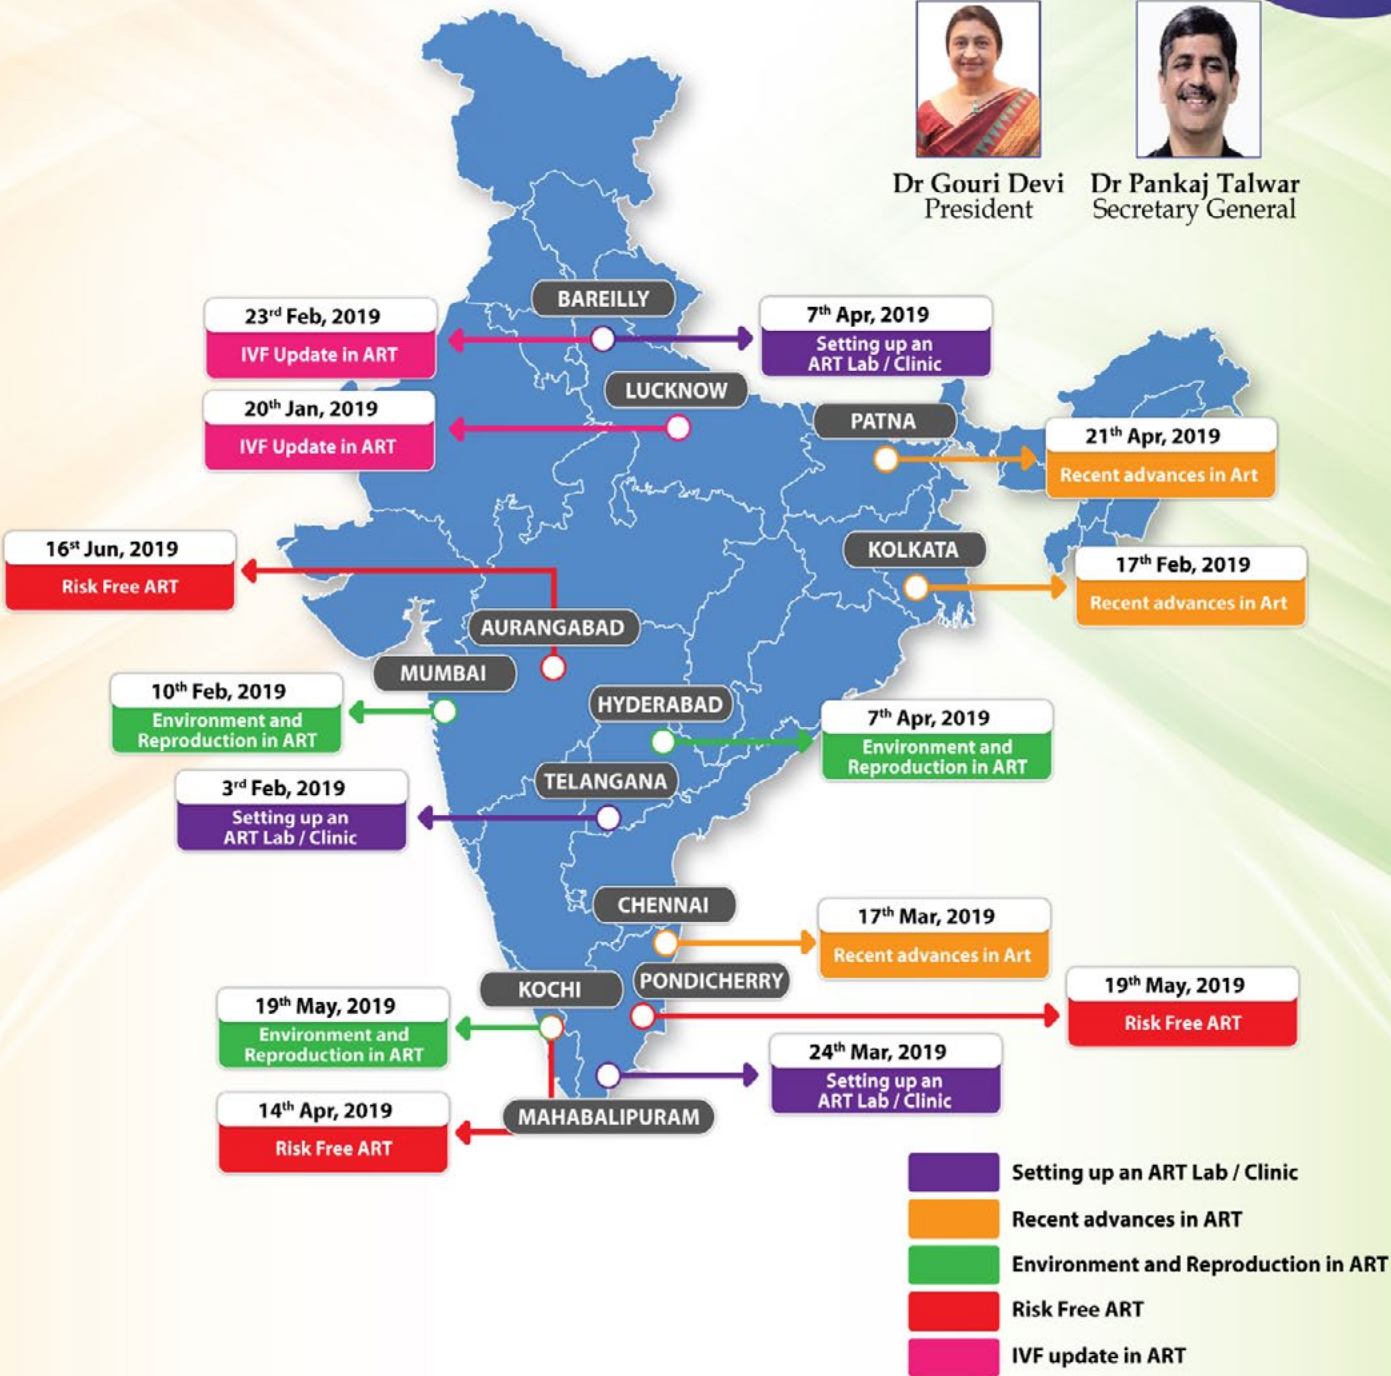 Dr Gouri Devi
President
Dr Pankaj Talwar
Secretary General
BAREILLY
23rd Feb, 2019
IVF Update in ART
7th Apr, 2019
Setting up an
ART Lab / Clinic
LUCKNOW
20th Jan, 2019
IVF Update in ART
PATNA
21th Apr, 2019
Recent advances in Art
KOLKATA
17th Feb, 2019
Recent advances in Art
16st Jun, 2019
Risk Free ART
AURANGABAD
MUMBAI
10th Feb, 2019
Environment and
Reproduction in ART
HYDERABAD
7th Apr, 2019
Environment and
Reproduction in ART
TELANGANA
3rd Feb, 2019
Setting up an
ART Lab / Clinic
CHENNAI
17th Mar, 2019
Recent advances in Art
KOCHI
19th May, 2019
Environment and
Reproduction in ART
PONDICHERRY
19th May, 2019
Risk Free ART
24th Mar, 2019
Setting up an
ART Lab / Clinic
14th Apr, 2019
Risk Free ART
MAHABALIPURAM
Setting up an ART Lab / Clinic
Recent advances in ART
Environment and Reproduction in ART
Risk Free ART
IVF update in ART